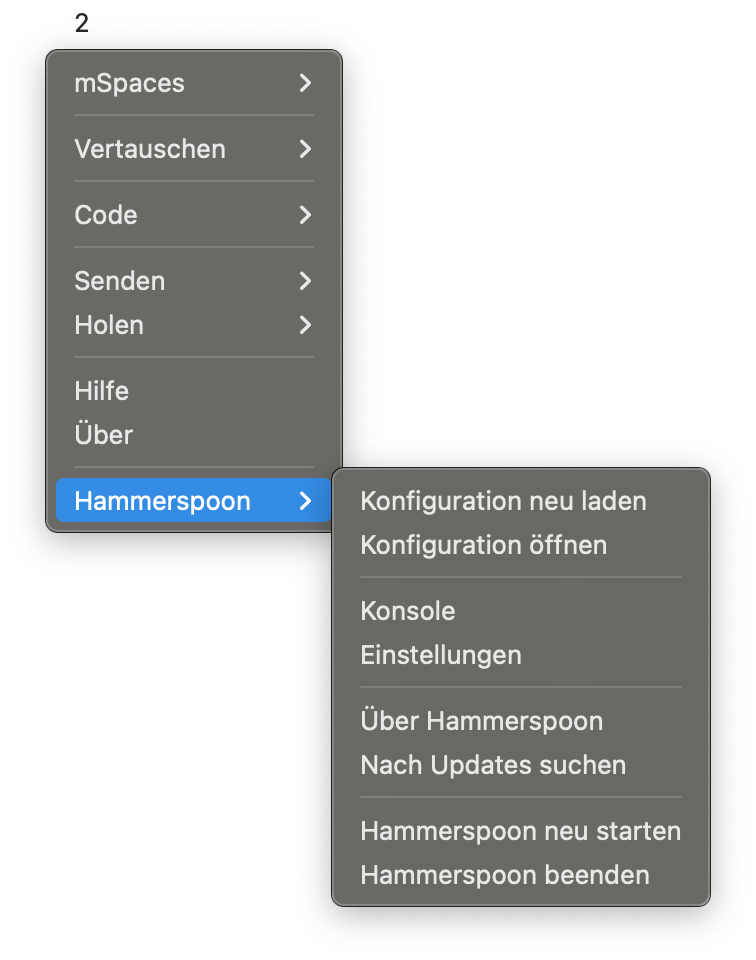 2
mSpaces
Vertauschen
Code
Senden
Holen
Hilfe
Über
Hammerspoon
Konfiguration neu laden
Konfiguration öffnen
Konsole
Einstellungen
Über Hammerspoon
Nach Updates suchen
Hammerspoon neu starten
Hammerspoon beenden